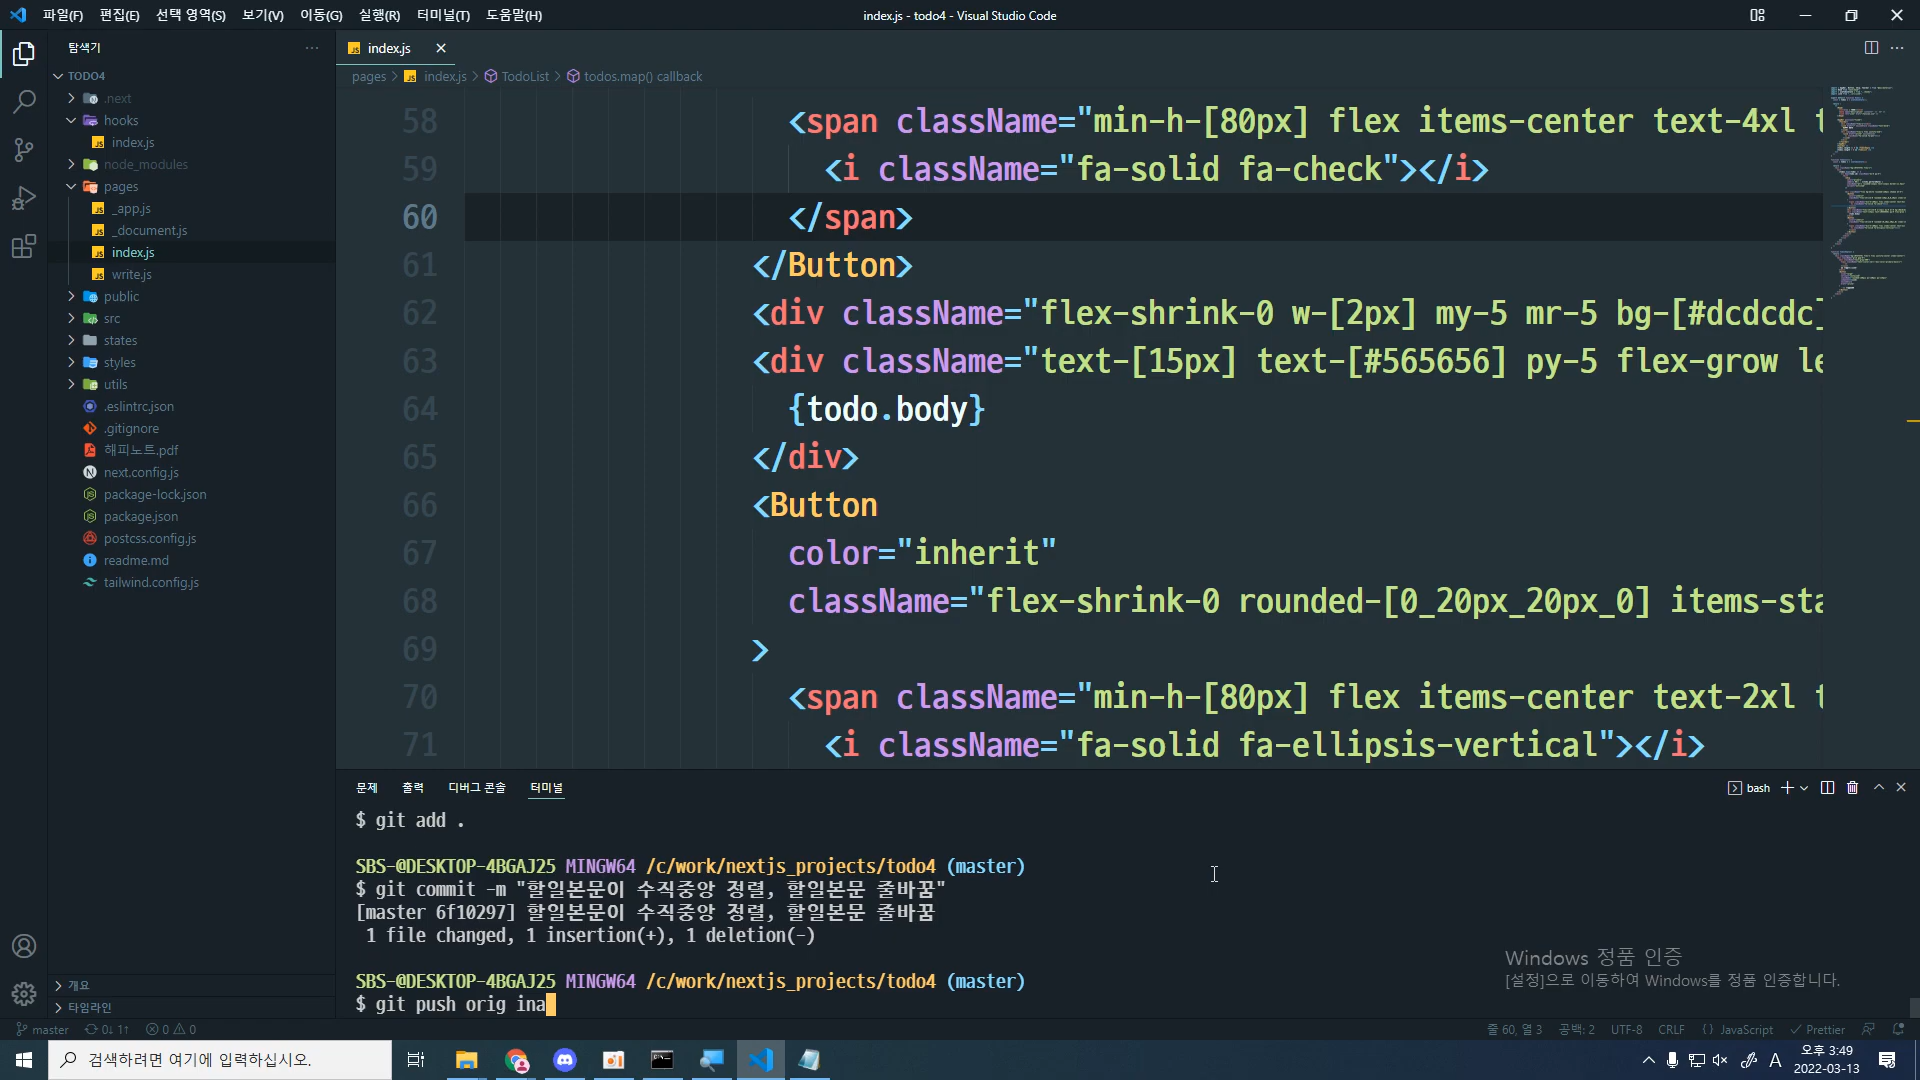 파일(F) 편집(E) 선택 영역(S) 보기(V) 이동(G) 실행(R) 터미널(T) 도움말(H)
index.js - todo4 - Visual Studio Code
탐색기
TODO4
.next
hooks
index.js
node_modules
pages
_app.js
_document.js
index.js
write.js
public
src
states
styles
utils
.eslintrc.json
.gitignore
해피노트.pdf
next.config.js
package-lock.json
package.json
postcss.config.js
readme.md
tailwind.config.js
개요
타임라인
index.js
pages > index.js > TodoList > todos.map() callback
58 <span className="min-h-[80px] flex items-center text-4xl t
59 <i className="fa-solid fa-check"></i>
60 </span>
61 </Button>
62 <div className="flex-shrink-0 w-[2px] my-5 mr-5 bg-[#dcdcdc]
63 <div className="text-[15px] text-[#565656] py-5 flex-grow le
64 {todo.body}
65 </div>
66 <Button
67 color="inherit"
68 className="flex-shrink-0 rounded-[0_20px_20px_0] items-sta
69 >
70 <span className="min-h-[80px] flex items-center text-2xl t
71 <i className="fa-solid fa-ellipsis-vertical"></i>
문제 출력 디버그 콘솔 터미널
bash
$ git add .
SBS-@DESKTOP-4BGAJ25 MINGW64 /c/work/nextjs_projects/todo4 (master)
$ git commit -m "할일본문이 수직중앙 정렬, 할일본문 줄바꿈"
[master 6f10297] 할일본문이 수직중앙 정렬, 할일본문 줄바꿈
1 file changed, 1 insertion(+), 1 deletion(-)
SBS-@DESKTOP-4BGAJ25 MINGW64 /c/work/nextjs_projects/todo4 (master)
$ git push orig ina
Windows 정품 인증
[설정]으로 이동하여 Windows를 정품 인증합니다.
master 0↓ 1↑ 0 0
줄 60, 열 3 공백: 2 UTF-8 CRLF {} JavaScript Prettier
검색하려면 여기에 입력하십시오.
A
오후 3:49
2022-03-13